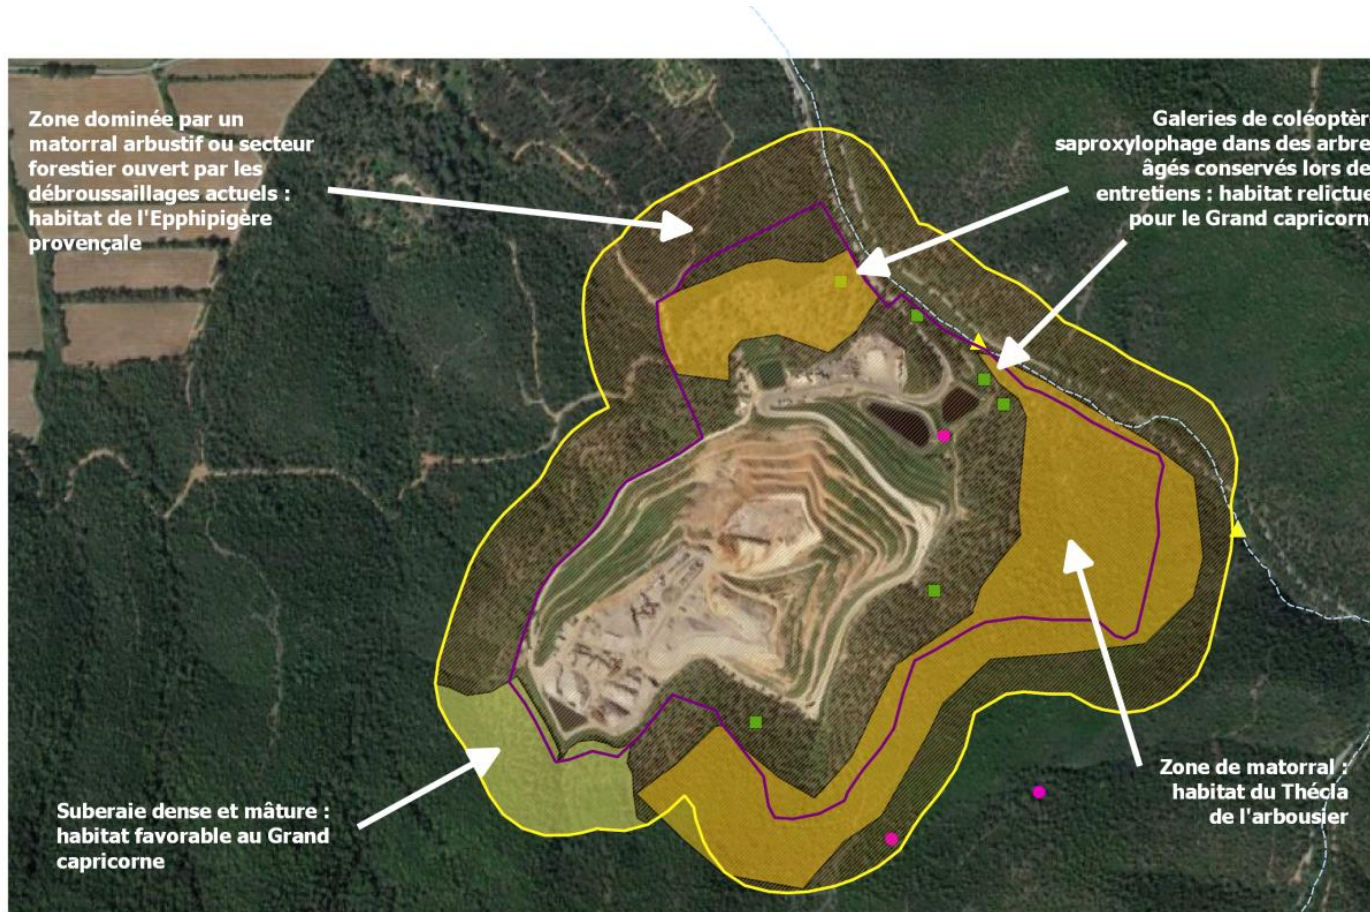 Zone dominée par un
matorral arbustif ou secteur
forestier ouvert par les
débroussaillages actuels :
habitat de l'Epphipigère
provençale
Galeries de coléoptèr
saproxylophage dans des arbre
âgés conservés lors de
entretiens : habitat relictue
pour le Grand capricorn
Suberaie dense et mâture :
habitat favorable au Grand
capricorne
Zone de matorral :
habitat du Thécla
de l'arbousier